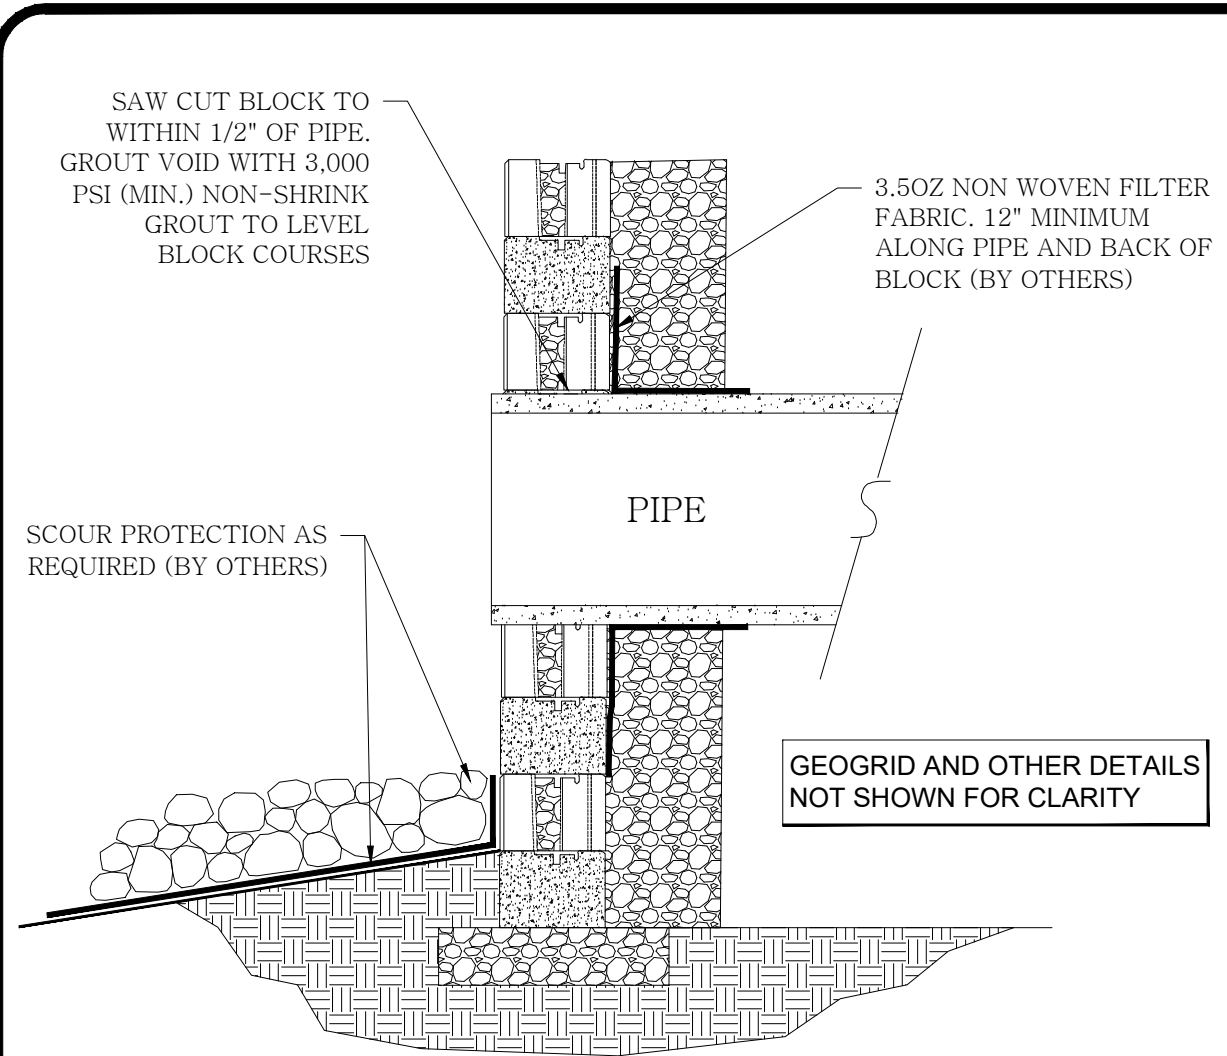 SAW CUT BLOCK TO
WITHIN 1/2" OF PIPE.
GROUT VOID WITH 3,000
PSI (MIN.) NON-SHRINK
GROUT TO LEVEL
BLOCK COURSES
3.5OZ NON WOVEN FILTER
FABRIC. 12" MINIMUM
ALONG PIPE AND BACK OF
BLOCK (BY OTHERS)
PIPE
SCOUR PROTECTION AS
REQUIRED (BY OTHERS)
GEOGRID AND OTHER DETAILS
NOT SHOWN FOR CLARITY